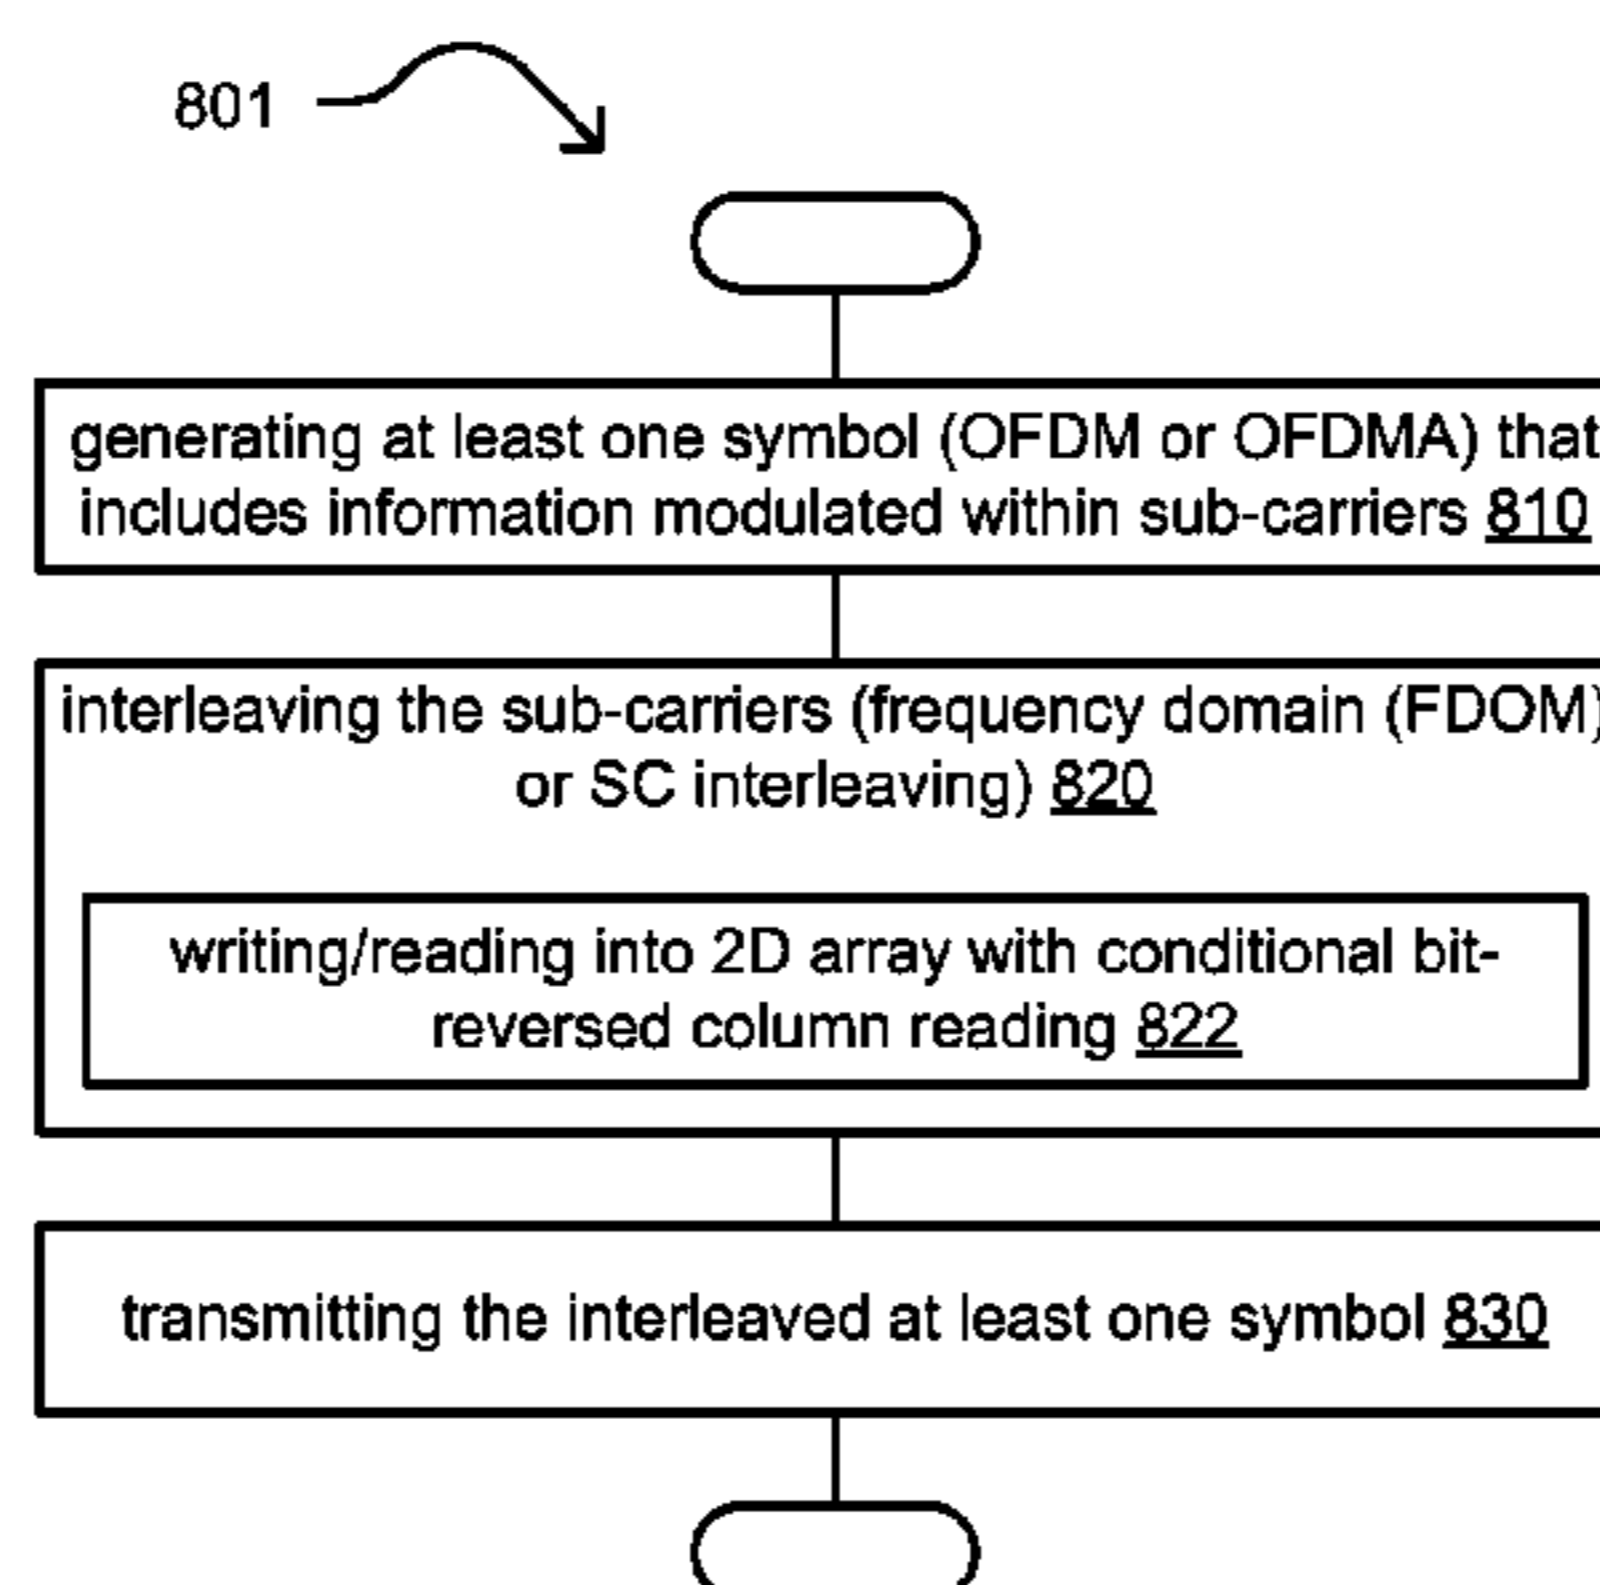 801
generating at least one symbol (OFDM or OFDMA) that
includes information modulated within sub-carriers 810
interleaving the sub-carriers (frequency domain (FDOM)
or SC interleaving) 820
writing/reading into 2D array with conditional bit-
reversed column reading 822
transmitting the interleaved at least one symbol 830